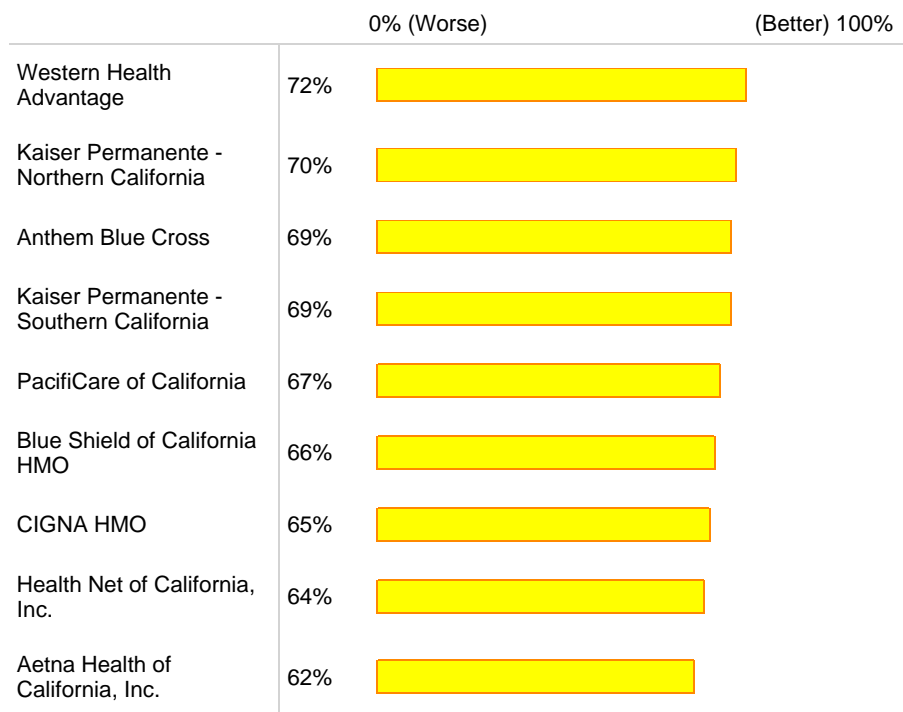 0% (Worse) (Better) 100%
Western Health
Advantage
72%
Kaiser Permanente -
Northern California
70%
Anthem Blue Cross 69%
Kaiser Permanente -
Southern California
69%
PacifiCare of California 67%
Blue Shield of California
HMO
66%
CIGNA HMO 65%
Health Net of California,
Inc.
64%
Aetna Health of
California, Inc.
62%